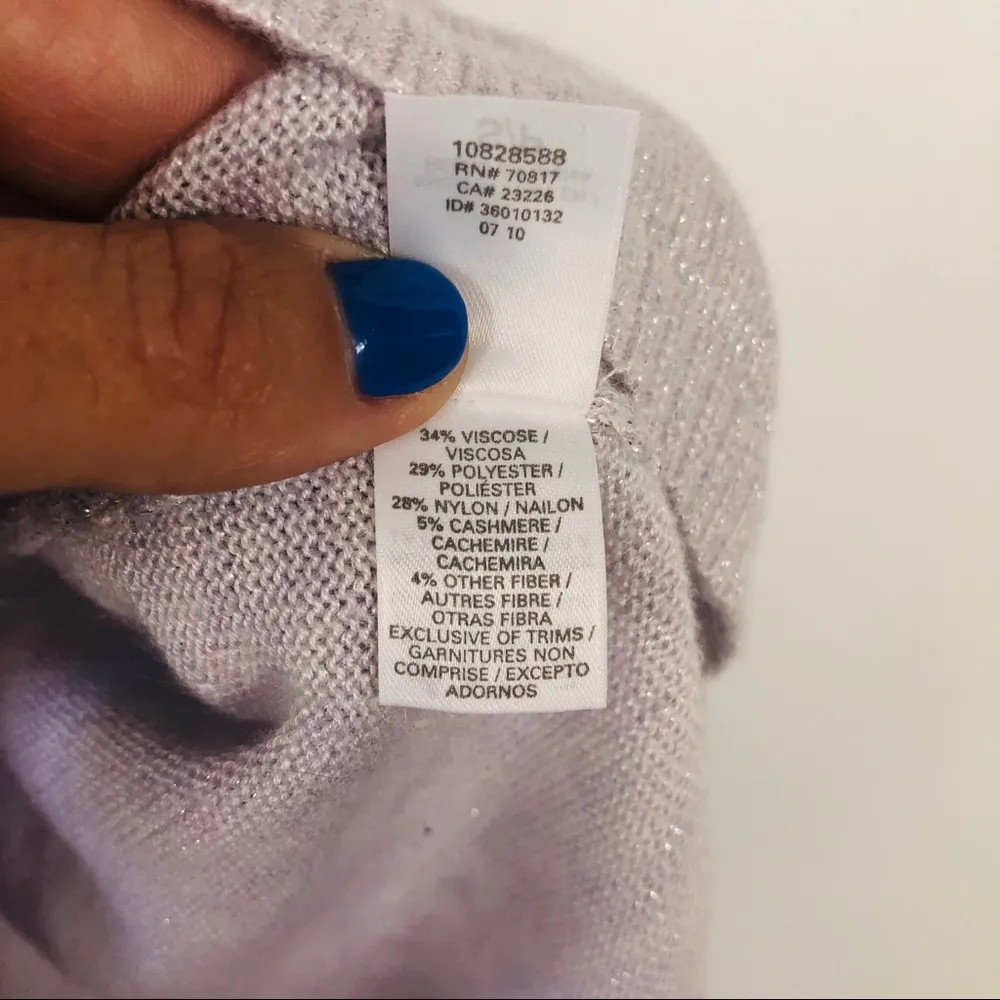 S/P
10828588
RN# 70817
CA# 23226
ID# 36010132
07 10
34% VISCOSE /
VISCOSA
29% POLYESTER /
POLIÉSTER
28% NYLON / NAILON
5% CASHMERE /
CACHEMIRE /
CACHEMIRA
4% OTHER FIBER /
AUTRES FIBRE /
OTRAS FIBRA
EXCLUSIVE OF TRIMS /
GARNITURES NON
COMPRISE / EXCEPTO
ADORNOS